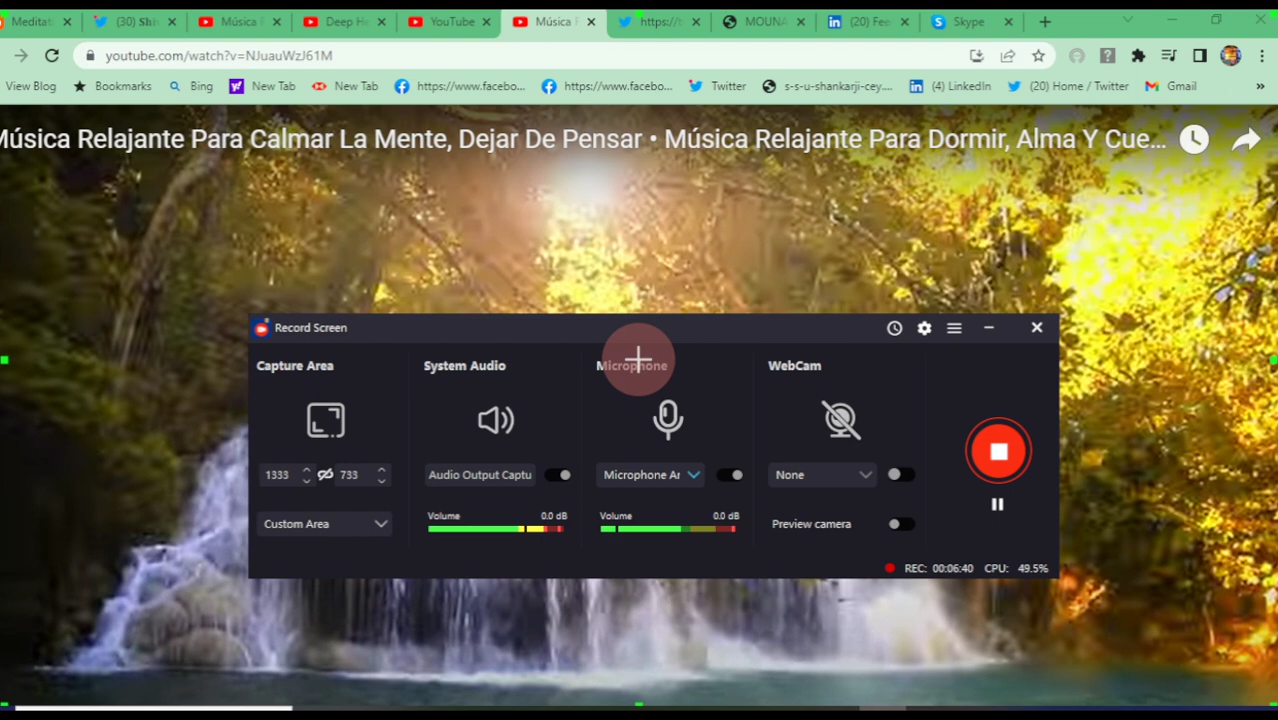 Meditati
(30) Shiv
Música R
Deep He
YouTube
Música R
https://b
MOUNA
(20) Fee
Skype
youtube.com/watch?v=NJuauWzJ61M
View Blog
Bookmarks
Bing
New Tab
New Tab
https://www.facebo...
https://www.facebo...
Twitter
s-s-u-shankarji-cey....
(4) LinkedIn
(20) Home / Twitter
Gmail
Música Relajante Para Calmar La Mente, Dejar De Pensar • Música Relajante Para Dormir, Alma Y Cue...
Record Screen
Capture Area
System Audio
Microphone
WebCam
1333
733
Audio Output Captu
Microphone Ar
None
Custom Area
Volume 0.0 dB
Volume 0.0 dB
Preview camera
REC: 00:06:40 CPU: 49.5%